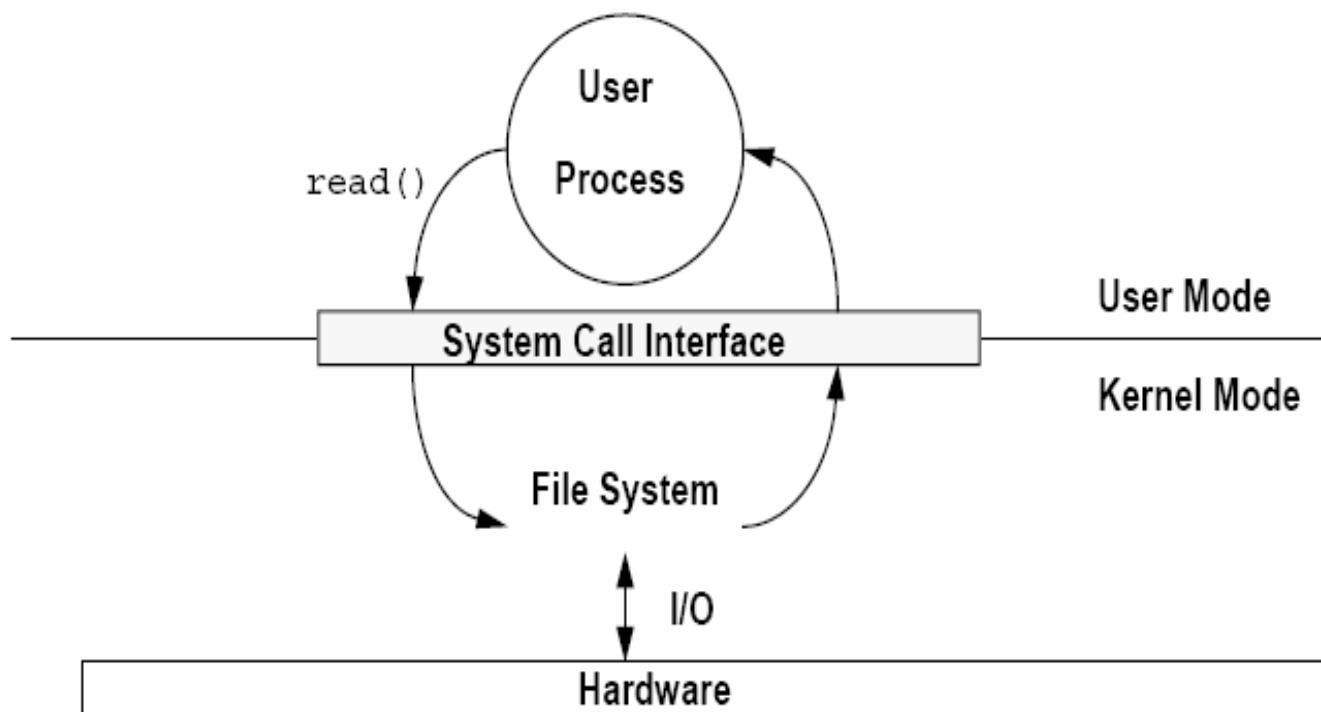 User
Process
read()
System Call Interface
User Mode
Kernel Mode
File System
I/O
Hardware